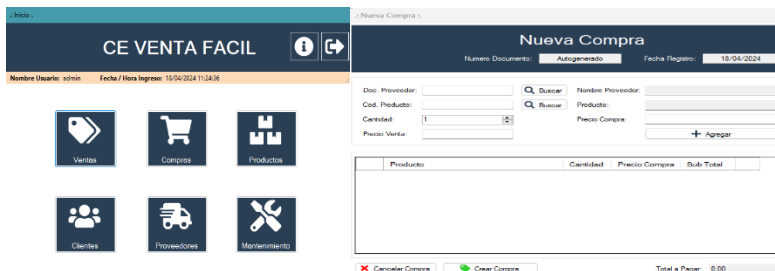 .: Inicio :.
CE VENTA FACIL
Nombre Usuario: admin Fecha / Hora Ingreso: 18/04/2024 11:24:36
Ventas Compras Productos
Clientes Proveedores Mantenimiento
.: Nueva Compra :.
Nueva Compra
Numero Documento: Autogenerado Fecha Registro: 18/04/2024
Doc. Proveedor: Buscar Nombre Proveedor:
Cod. Producto: Buscar Producto:
Cantidad: 1 Precio Compra:
Precio Venta: Agregar
Producto Cantidad Precio Compra Sub Total
Cancelar Compra Crear Compra Total a Pagar: 0.00